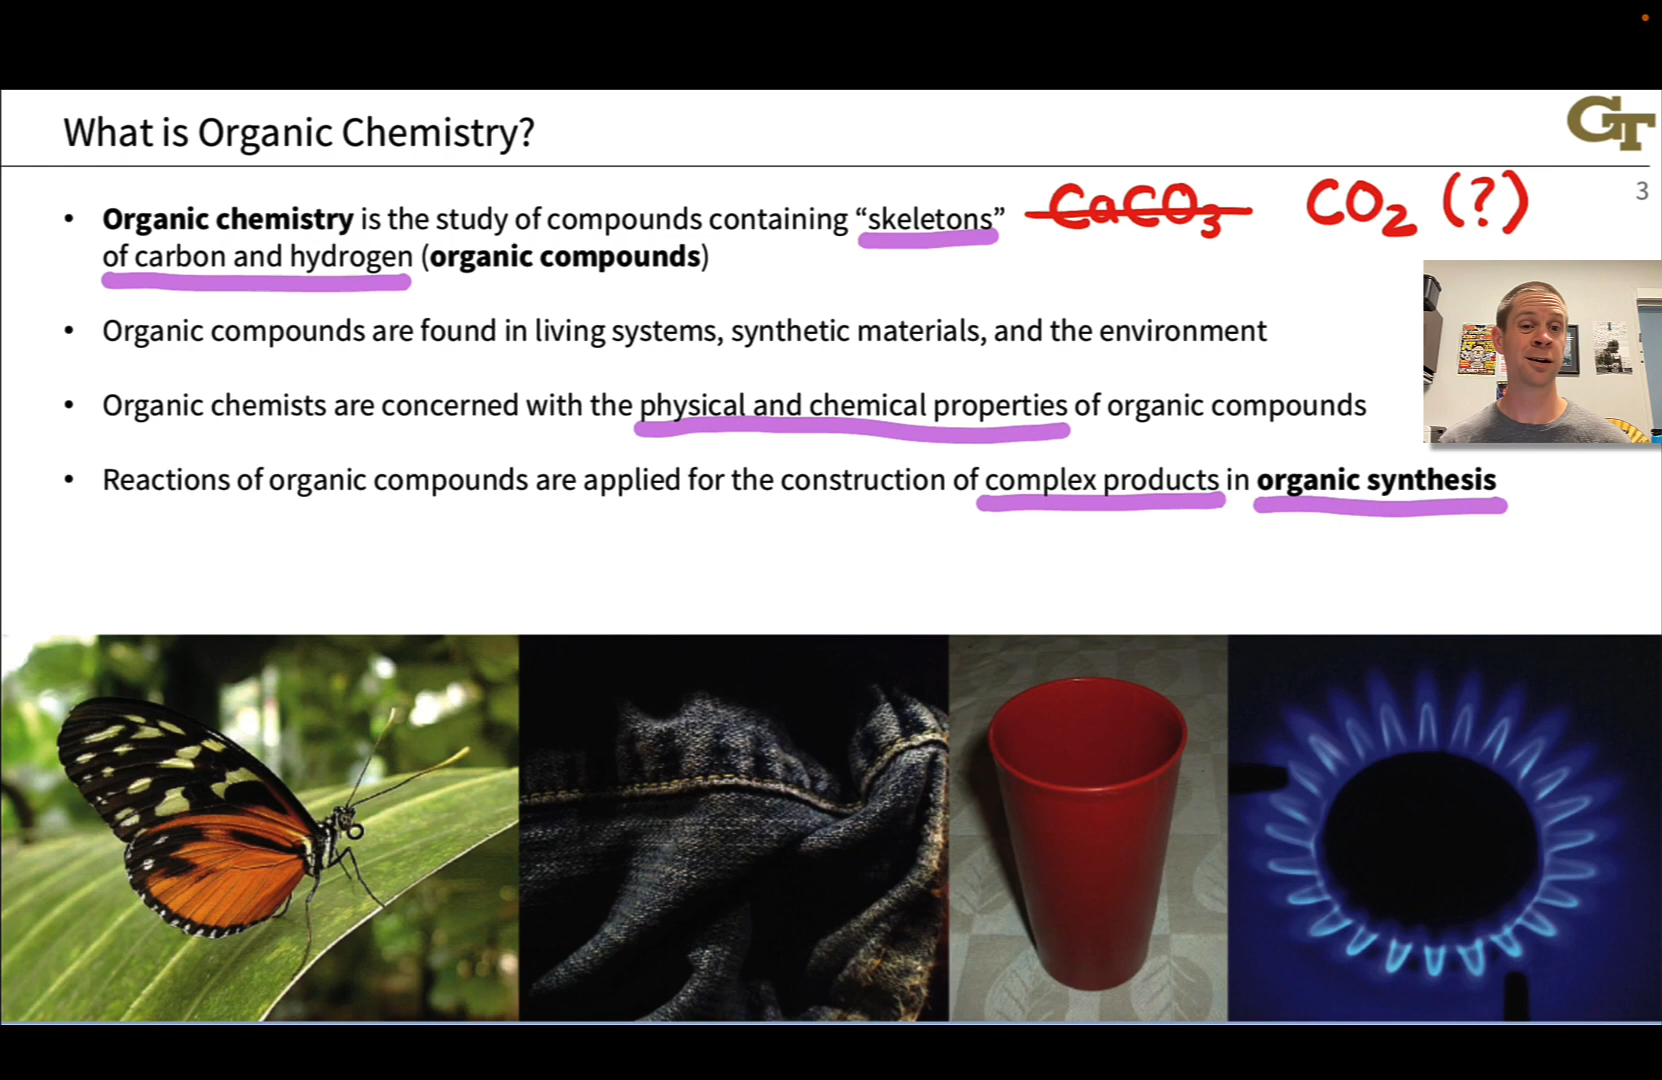 What is Organic Chemistry?
GT
3
• Organic chemistry is the study of compounds containing “skeletons”
of carbon and hydrogen (organic compounds)
C̶a̶C̶O̶₃̶ CO₂ (?)
• Organic compounds are found in living systems, synthetic materials, and the environment
• Organic chemists are concerned with the physical and chemical properties of organic compounds
• Reactions of organic compounds are applied for the construction of complex products in organic synthesis